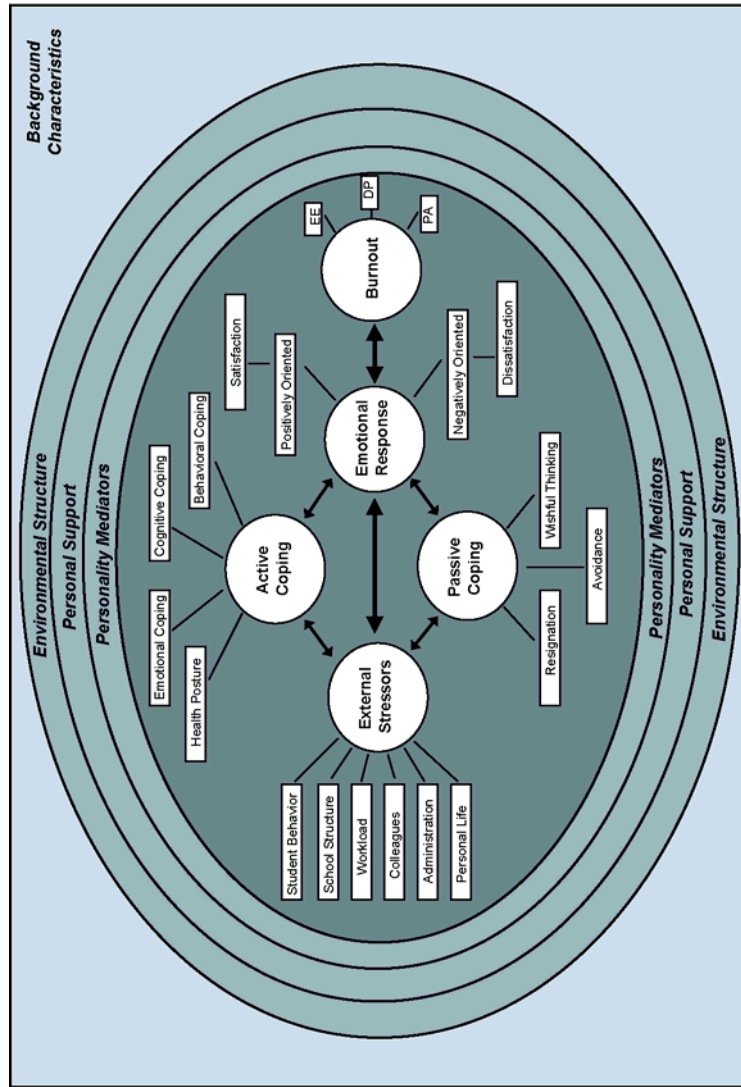 Background
Characteristics
Environmental Structure
Personal Support
Personality Mediators
Emotional Coping
Cognitive Coping
Health Posture
Behavioral Coping
Satisfaction
Positively Oriented
Active
Coping
EE
DP
PA
Student Behavior
School Structure
Workload
Colleagues
Administration
Personal Life
External
Stressors
Emotional
Response
Burnout
Passive
Coping
Negatively Oriented
Dissatisfaction
Resignation
Wishful Thinking
Avoidance
Personality Mediators
Personal Support
Environmental Structure